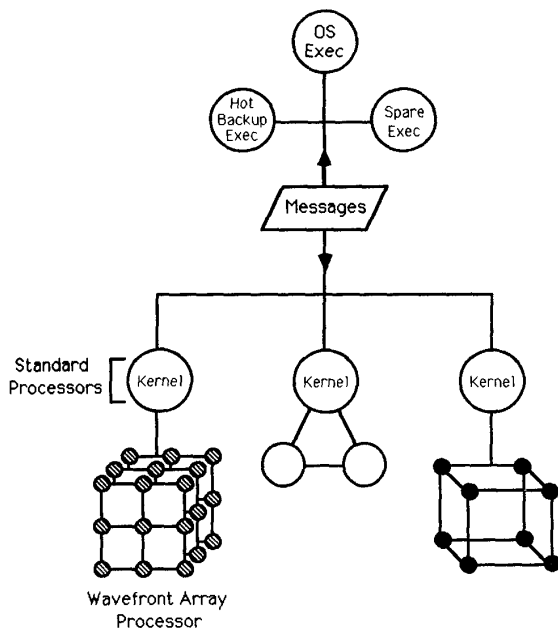 OS
Exec
Hot
Backup
Exec
Spare
Exec
Messages
Standard
Processors
Kernel
Kernel
Kernel
Wavefront Array
Processor